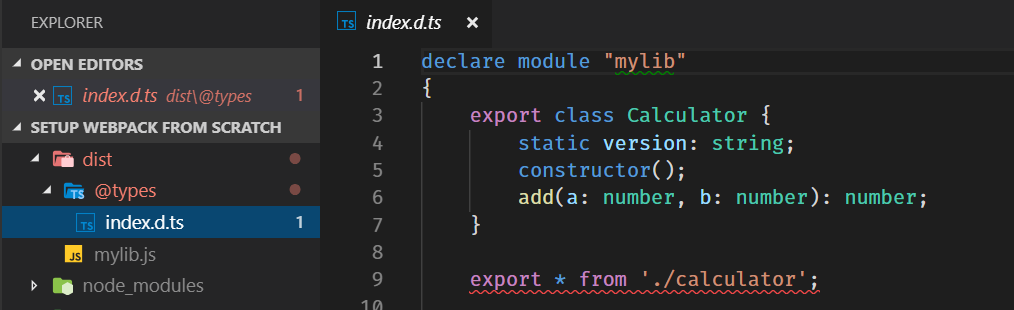 EXPLORER
OPEN EDITORS
index.d.ts dist\@types 1
SETUP WEBPACK FROM SCRATCH
dist
TS @types
TS index.d.ts 1
JS mylib.js
node_modules
TS index.d.ts ×
1 declare module "mylib"
2 {
3 export class Calculator {
4 static version: string;
5 constructor();
6 add(a: number, b: number): number;
7 }
8
9 export * from './calculator';
10